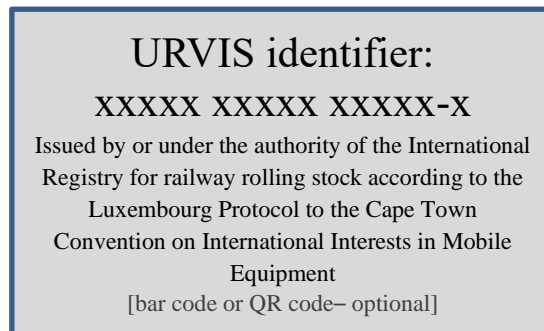 URVIS identifier:
xxxxx xxxxx xxxxx-x
Issued by or under the authority of the International
Registry for railway rolling stock according to the
Luxembourg Protocol to the Cape Town
Convention on International Interests in Mobile
Equipment
[bar code or QR code– optional]